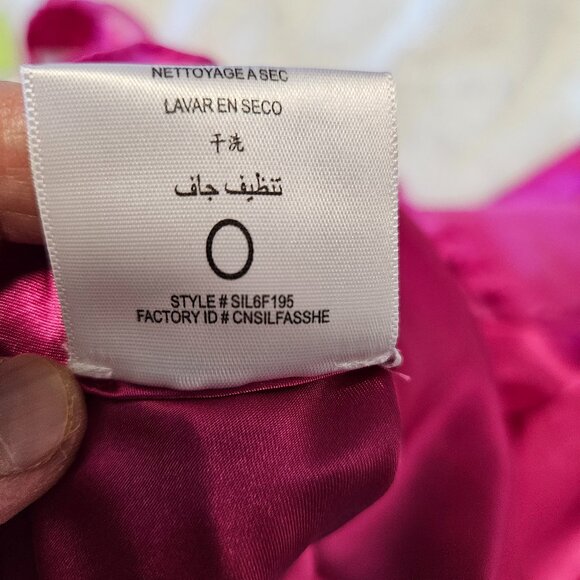 NETTOYAGE A SEC
LAVAR EN SECO
干洗
تنظيف جاف
STYLE # SIL6F195
FACTORY ID # CNSILFASSHE